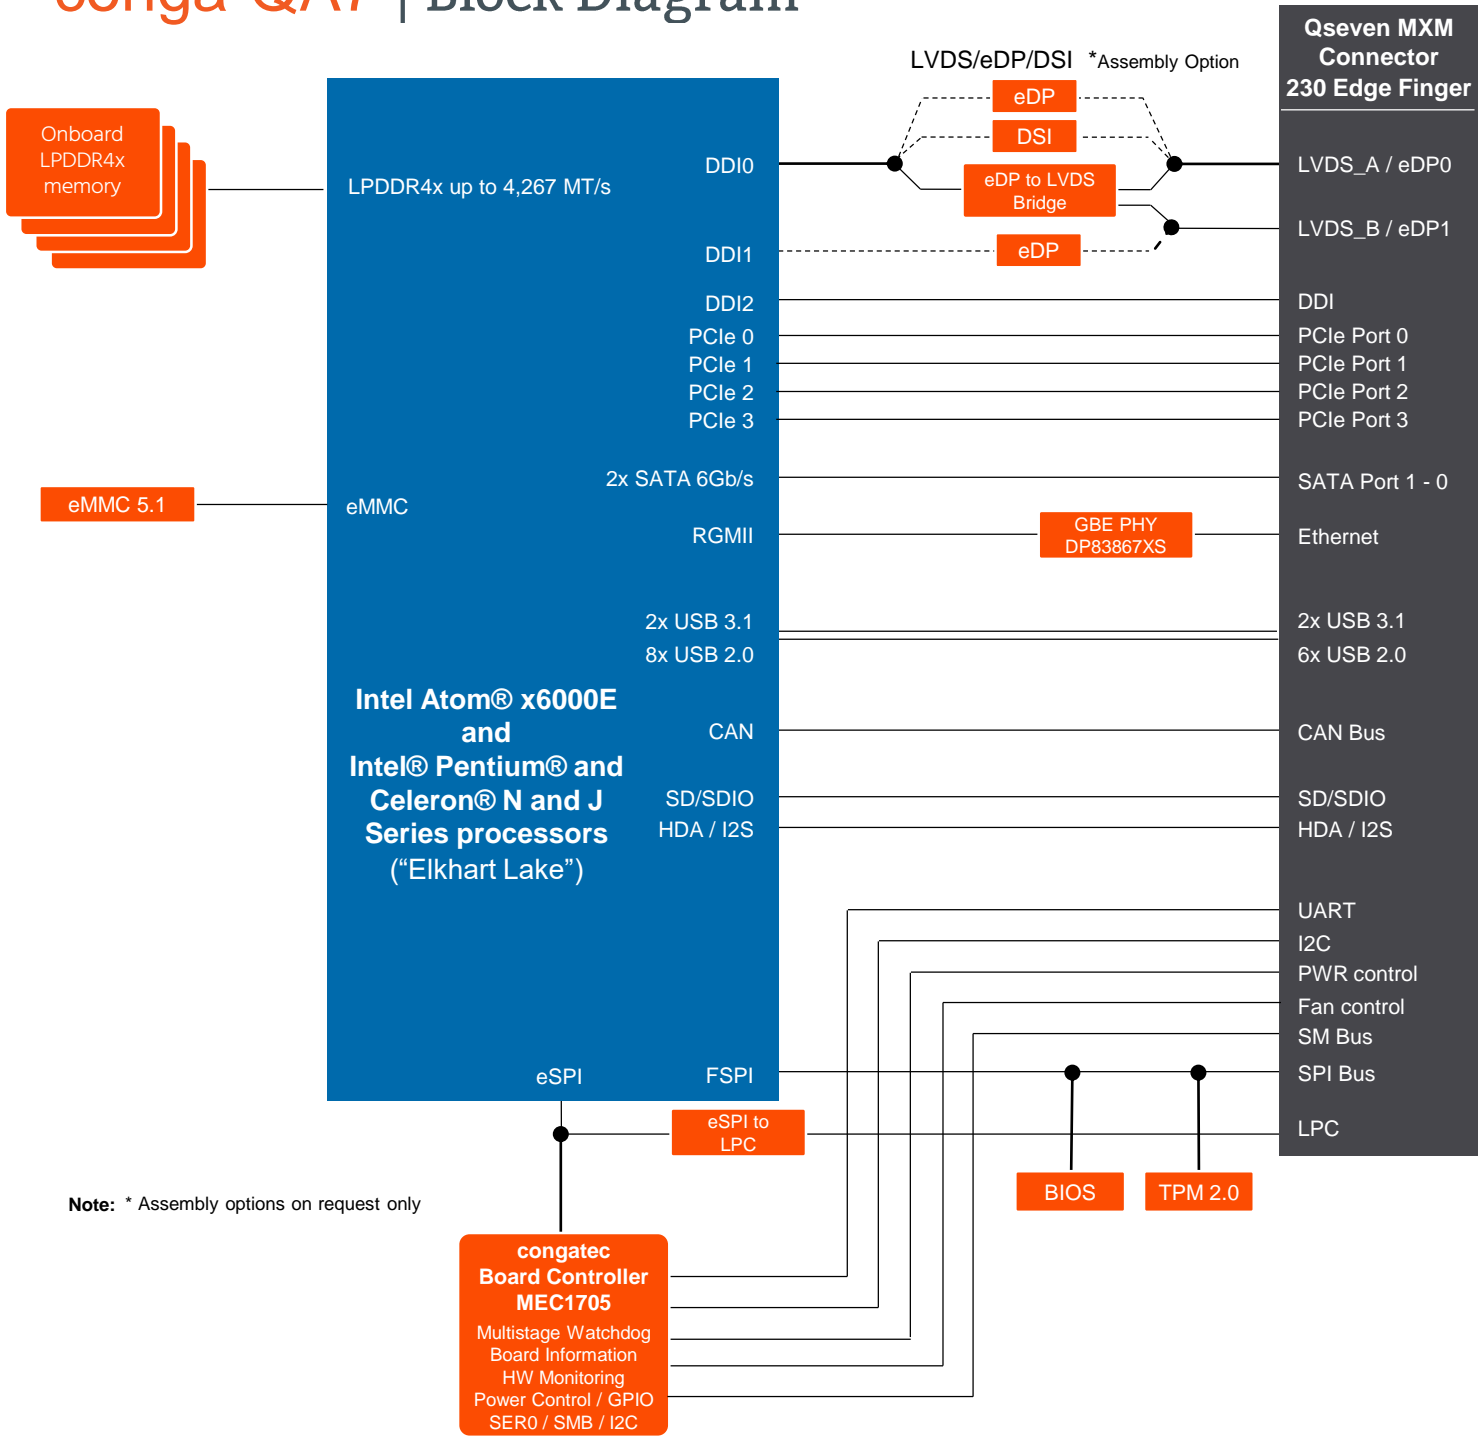 conga-QA7 | Block Diagram
Qseven MXM
Connector
230 Edge Finger
LVDS/eDP/DSI *Assembly Option
eDP
DSI
eDP to LVDS
Bridge
eDP
Onboard
LPDDR4x
memory
LPDDR4x up to 4,267 MT/s
DDI0
LVDS_A / eDP0
LVDS_B / eDP1
DDI1
DDI2
DDI
PCIe 0
PCIe Port 0
PCIe 1
PCIe Port 1
PCIe 2
PCIe Port 2
PCIe 3
PCIe Port 3
2x SATA 6Gb/s
SATA Port 1 - 0
eMMC 5.1
eMMC
RGMII
GBE PHY
DP83867XS
Ethernet
2x USB 3.1
2x USB 3.1
8x USB 2.0
6x USB 2.0
Intel Atom® x6000E
and
Intel® Pentium® and
Celeron® N and J
Series processors
(“Elkhart Lake”)
CAN
CAN Bus
SD/SDIO
SD/SDIO
HDA / I2S
HDA / I2S
UART
I2C
PWR control
Fan control
SM Bus
eSPI
FSPI
SPI Bus
eSPI to
LPC
LPC
BIOS
TPM 2.0
Note: * Assembly options on request only
congatec
Board Controller
MEC1705
Multistage Watchdog
Board Information
HW Monitoring
Power Control / GPIO
SER0 / SMB / I2C